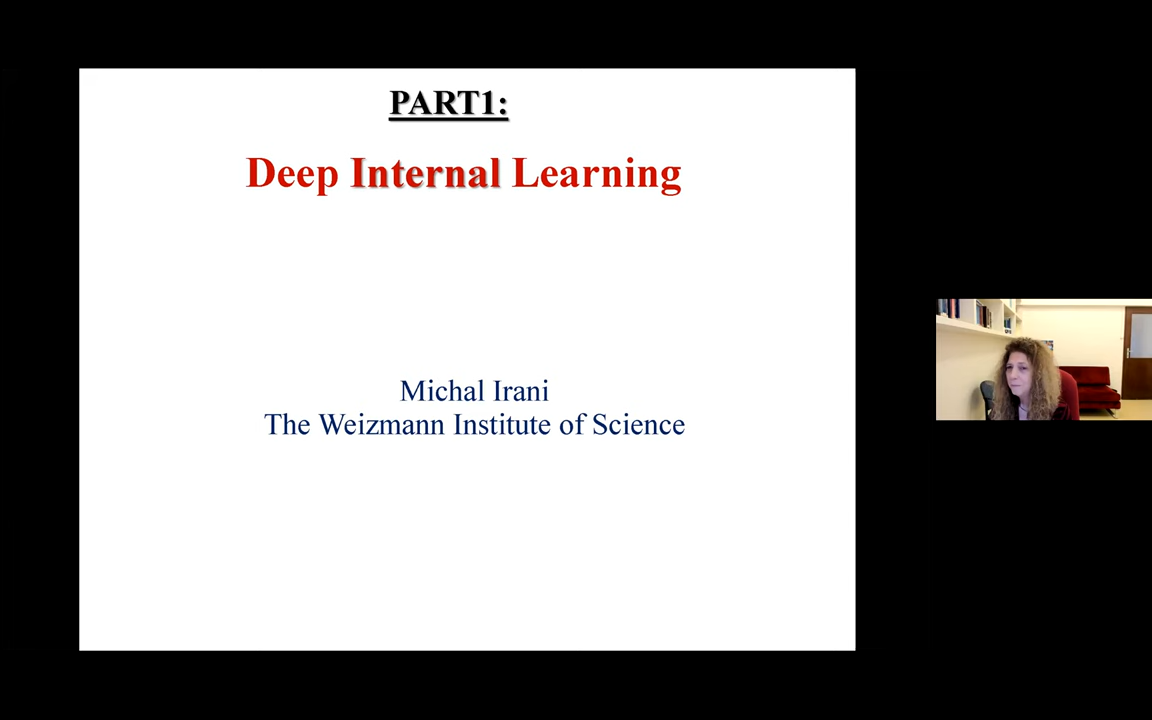 PART1:
Deep Internal Learning
Michal Irani
The Weizmann Institute of Science